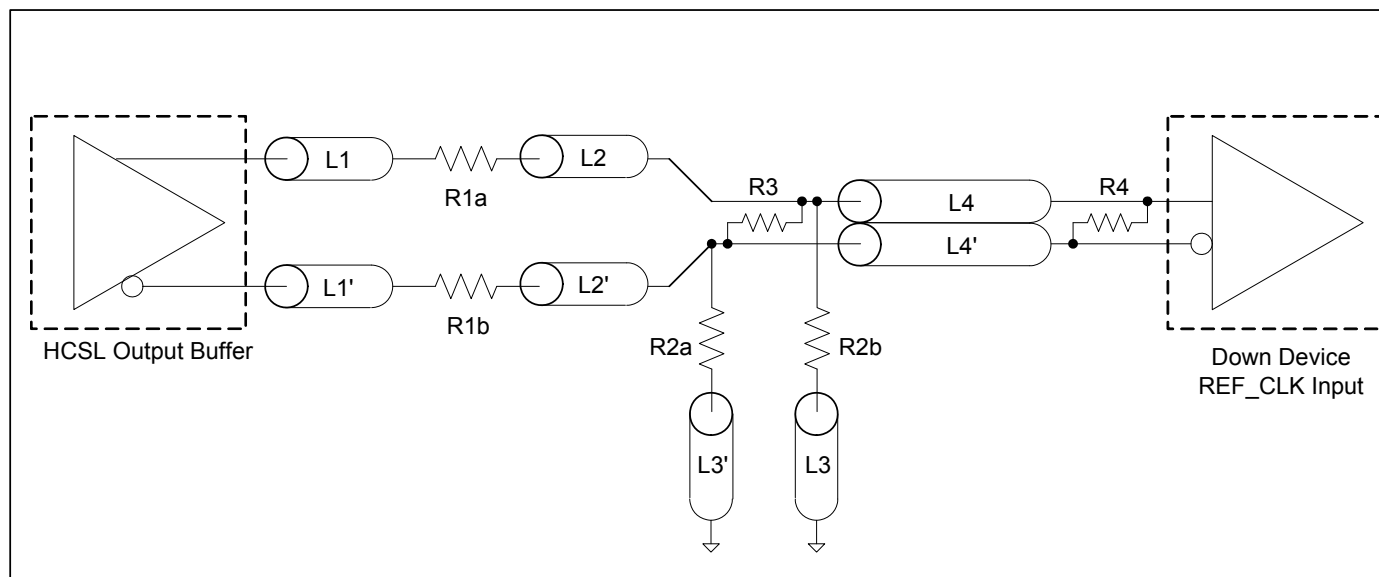 L1
R1a
L2
R3
L4
R4
L1'
R1b
L2'
L4'
HCSL Output Buffer
R2a
R2b
Down Device
REF_CLK Input
L3'
L3